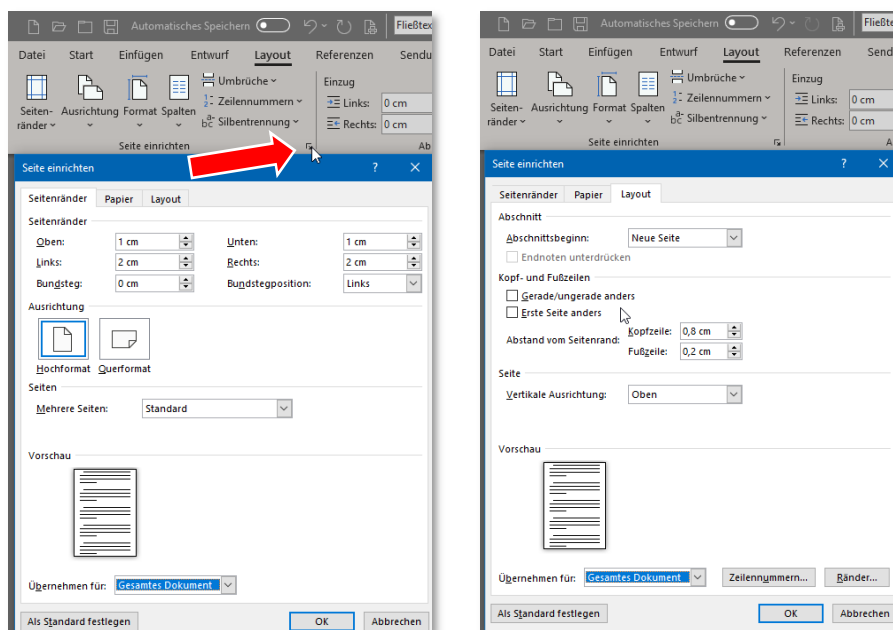 Automatisches Speichern
Datei Start Einfügen Entwurf Layout Referenzen
Seiten-
ränder
Ausrichtung Format Spalten
Umbrüche
Zeilennummern
Silbentrennung
Einzug
Links: 0 cm
Rechts: 0 cm
Seite einrichten
Seite einrichten ?
Seitenränder Papier Layout
Seitenränder
Oben: 1 cm Unten: 1 cm
Links: 2 cm Rechts: 2 cm
Bundsteg: 0 cm Bundstegposition: Links
Ausrichtung
Hochformat Querformat
Seiten
Mehrere Seiten: Standard
Vorschau
Übernehmen für: Gesamtes Dokument
Als Standard festlegen OK Abbrechen
Automatisches Speichern
Datei Start Einfügen Entwurf Layout Referenzen
Seiten-
ränder
Ausrichtung Format Spalten
Umbrüche
Zeilennummern
Silbentrennung
Einzug
Links: 0 cm
Rechts: 0 cm
Seite einrichten
Seite einrichten ?
Seitenränder Papier Layout
Abschnitt
Abschnittsbeginn: Neue Seite
Endnoten unterdrücken
Kopf- und Fußzeilen
Gerade/ungerade anders
Erste Seite anders
Abstand vom Seitenrand:
Kopfzeile: 0,8 cm
Fußzeile: 0,2 cm
Seite
Vertikale Ausrichtung: Oben
Vorschau
Übernehmen für: Gesamtes Dokument Zeilennummern... Ränder...
Als Standard festlegen OK Abbrechen